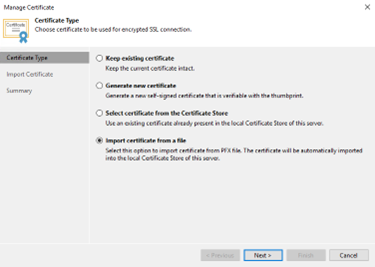 Manage Certificate
Certificate Type
Choose certificate to be used for encrypted SSL connection.
Certificate Type
Import Certificate
Summary
Keep existing certificate
Keep the current certificate intact.
Generate new certificate
Generate a new self-signed certificate that is verifiable with the thumbprint.
Select certificate from the Certificate Store
Use an existing certificate already present in the local Certificate Store of this server.
Import certificate from a file
Select this option to import certificate from PFX file. The certificate will be automatically imported
into the local Certificate Store of this server.
< Previous
Next >
Finish
Cancel